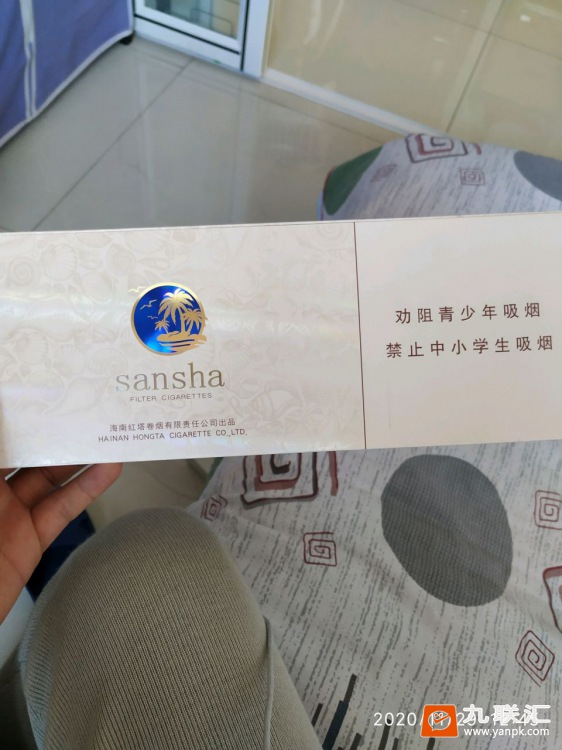 sansha
FILTER CIGARETTES
海南红塔卷烟有限责任公司出品
HAINAN HONGTA CIGARETTE CO.,LTD.
劝阻青少年吸烟
禁止中小学生吸烟
九联汇
www.yanpk.com